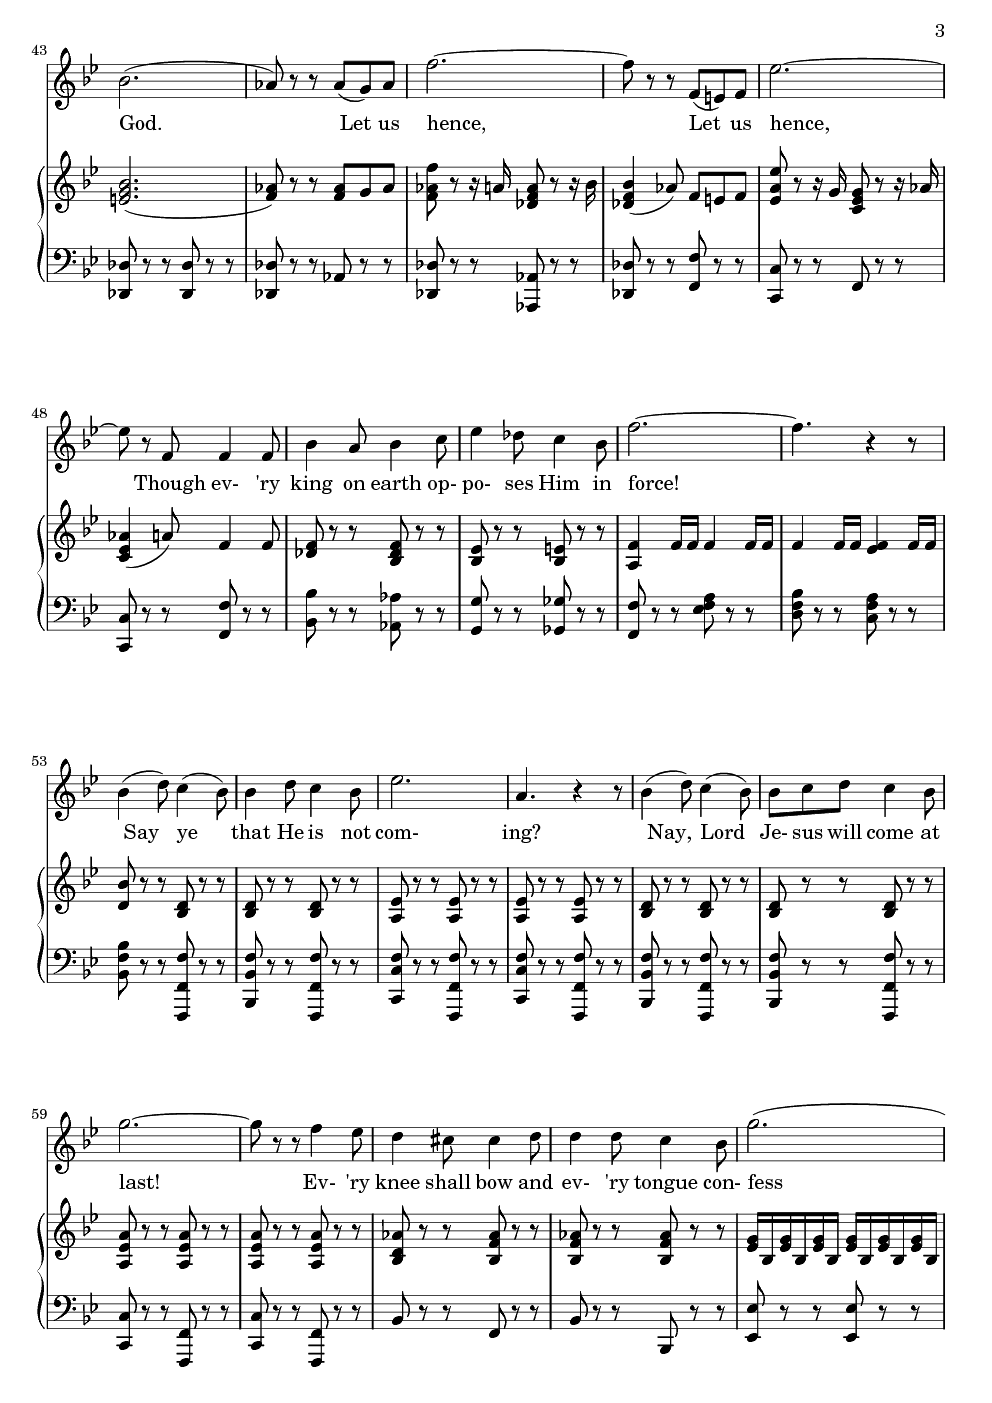 3
43
God. Let us hence, Let us hence,
48
Though ev- 'ry king on earth op- po- ses Him in force!
53
Say ye that He is not com- ing? Nay, Lord Je- sus will come at
59
last! Ev- 'ry knee shall bow and ev- 'ry tongue con- fess